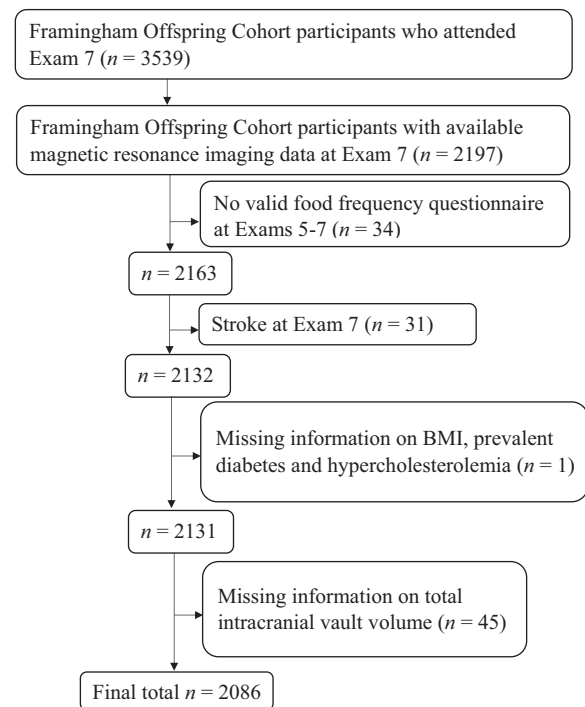 Framingham Offspring Cohort participants who attended
Exam 7 (n = 3539)
Framingham Offspring Cohort participants with available
magnetic resonance imaging data at Exam 7 (n = 2197)
No valid food frequency questionnaire
at Exams 5-7 (n = 34)
n = 2163
Stroke at Exam 7 (n = 31)
n = 2132
Missing information on BMI, prevalent
diabetes and hypercholesterolemia (n = 1)
n = 2131
Missing information on total
intracranial vault volume (n = 45)
Final total n = 2086